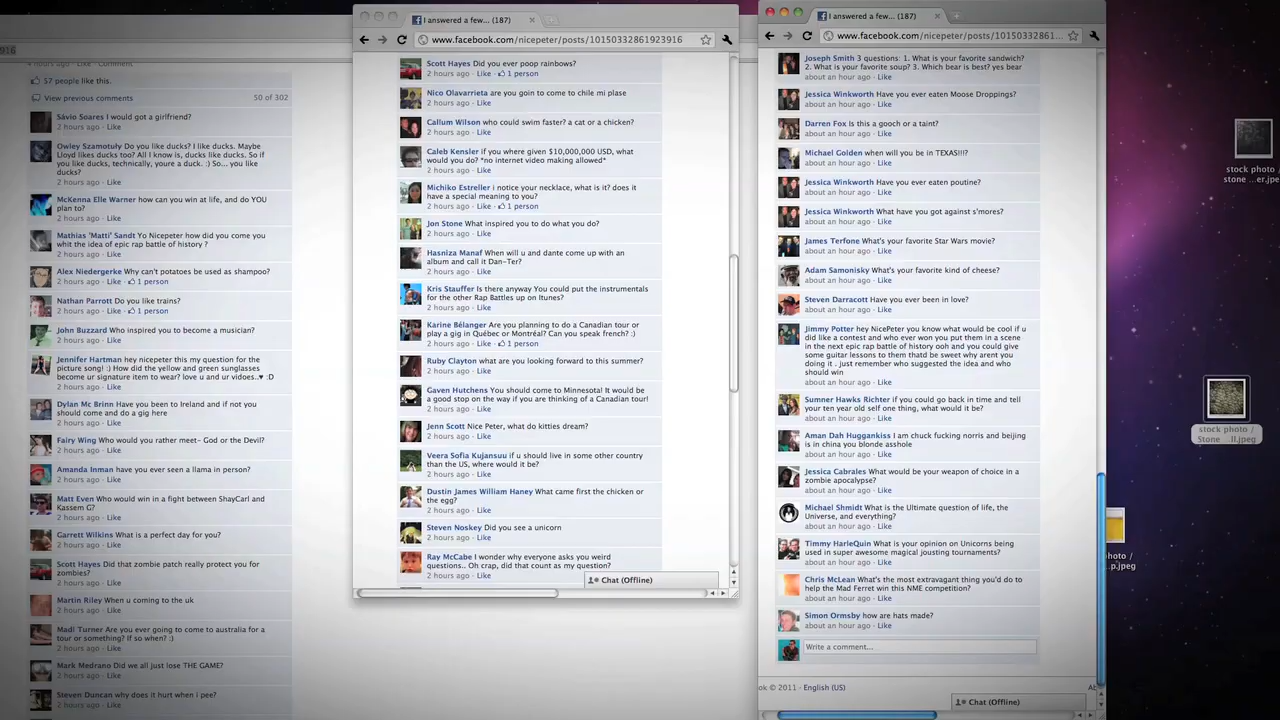 916
4 hours ago · Like · Comment
57 people like this.
View previous comments 50 of 302
Sávio Soares I would got a girlfriend?
2 hours ago · Like
Owley Szamotuły Do you like ducks? I like ducks. Maybe
Lloyd likes ducks too? All I know is, ducks like ducks. So if
you like ducks, technically, youre a duck. :) So... you like
ducks?
2 hours ago · Like
McKenna Elle Warner how can you win at life, and do YOU
plan to?
2 hours ago · Like
Mathias 'Matti' Sandt Yo Nicepeter how did you come you
whit the idea of epic rap battle of history ?
2 hours ago · Like
Alex Niedergerke Why can't potatoes be used as shampoo?
2 hours ago · Like · 1 person
Nathan Parrott Do you like trains?
2 hours ago · Like · 1 person
John Buzzard Who inspired you to become a musician?
2 hours ago · Like
Jennifer Hartman hey nicepeter this my question for the
picture song! :) How did the yellow and green sunglasses
become ur signature item to wear? love u and ur vidoes..♥ :D
2 hours ago · Like
Dylan Mc Brinn Have you been to Ireland and if not you
should come and do a gig here
2 hours ago · Like
Fairy Wing Who would you rather meet- God or the Devil?
2 hours ago · Like
Amanda Inman have you ever seen a llama in person?
2 hours ago · Like
Matt Even Who would win in a fight between ShayCarl and
Kassem G?
2 hours ago · Like
Garrett Wilkins What is a perfect day for you?
2 hours ago · Like
Scott Hayes Did that zombie patch really protect you for
zombies?
2 hours ago · Like
Martin Riley When u coming to the uk
2 hours ago · Like
Madl Turner Are you ever going to come to australia for a
tour or something? If so when? :)
2 hours ago · Like
Mark Medrano Did we all just lose THE GAME?
2 hours ago · Like
Steven Duncan why does it hurt when i pee?
2 hours ago · Like
I answered a few... (187)
www.facebook.com/nicepeter/posts/10150332861923916
Scott Hayes Did you ever poop rainbows?
2 hours ago · Like · 1 person
Nico Olavarrieta are you goin to come to chile mi plase
2 hours ago · Like
Callum Wilson who could swim faster? a cat or a chicken?
2 hours ago · Like
Caleb Kensler if you where given $10,000,000 USD, what
would you do? *no internet video making allowed*
2 hours ago · Like
Michiko Estreller i notice your necklace, what is it? does it
have a special meaning to you?
2 hours ago · Like · 1 person
Jon Stone What inspired you to do what you do?
2 hours ago · Like
Hasniza Manaf When will u and dante come up with an
album and call it Dan-Ter?
2 hours ago · Like
Kris Stauffer Is there anyway You could put the instrumentals
for the other Rap Battles up on Itunes?
2 hours ago · Like
Karine Bélanger Are you planning to do a Canadian tour or
play a gig in Québec or Montréal? Can you speak french? :)
2 hours ago · Like · 1 person
Ruby Clayton what are you looking forward to this summer?
2 hours ago · Like
Gaven Hutchens You should come to Minnesota! It would be
a good stop on the way if you are thinking of a Canadian tour!
2 hours ago · Like
Jenn Scott Nice Peter, what do kitties dream?
2 hours ago · Like
Veera Sofia Kujansuu if u should live in some other country
than the US, where would it be?
2 hours ago · Like
Dustin James William Haney What came first the chicken or
the egg?
2 hours ago · Like
Steven Noskey Did you see a unicorn
2 hours ago · Like
Ray McCabe I wonder why everyone asks you weird
questions.. Oh crap, did that count as my question?
2 hours ago · Like
Chat (Offline)
I answered a few... (187)
www.facebook.com/nicepeter/posts/10150332861...
Joseph Smith 3 questions: 1. What is your favorite sandwich?
2. What is your favorite soup? 3. Which bear is best? yes bear
about an hour ago · Like
Jessica Winkworth Have you ever eaten Moose Droppings?
about an hour ago · Like
Darren Fox Is this a gooch or a taint?
about an hour ago · Like
Michael Golden when will you be in TEXAS!!!?
about an hour ago · Like
Jessica Winkworth Have you ever eaten poutine?
about an hour ago · Like
Jessica Winkworth What have you got against s'mores?
about an hour ago · Like
James Terfone What's your favorite Star Wars movie?
about an hour ago · Like
Adam Samonisky What's your favorite kind of cheese?
about an hour ago · Like
Steven Darracott Have you ever been in love?
about an hour ago · Like
Jimmy Potter hey NicePeter you know what would be cool if u
did like a contest and who ever won you put them in a scene
in the next epic rap battle of history ooh and you could give
some guitar lessons to them thatd be sweet why arent you
doing it . just remember who suggested the idea and who
should win
about an hour ago · Like
Sumner Hawks Richter if you could go back in time and tell
your ten year old self one thing, what would it be?
about an hour ago · Like
Aman Dah Huggankiss I am chuck fucking norris and beijing
is in china you blonde asshole
about an hour ago · Like
Jessica Cabrales What would be your weapon of choice in a
zombie apocalypse?
about an hour ago · Like
Michael Shmidt What is the Ultimate question of life, the
Universe, and everything?
about an hour ago · Like
Timmy HarleQuin What is your opinion on Unicorns being
used in super awesome magical jousting tournaments?
about an hour ago · Like
Chris McLean What's the most extravagant thing you'd do to
help the Mad Ferret win this NME competition?
about an hour ago · Like
Simon Ormsby how are hats made?
about an hour ago · Like
Write a comment...
ok © 2011 · English (US)
Ab
Chat (Offline)
stock photo /
stone ...er.jpe
stock photo /
Stone ...ll.jpeg
photo /
...p.jpeg